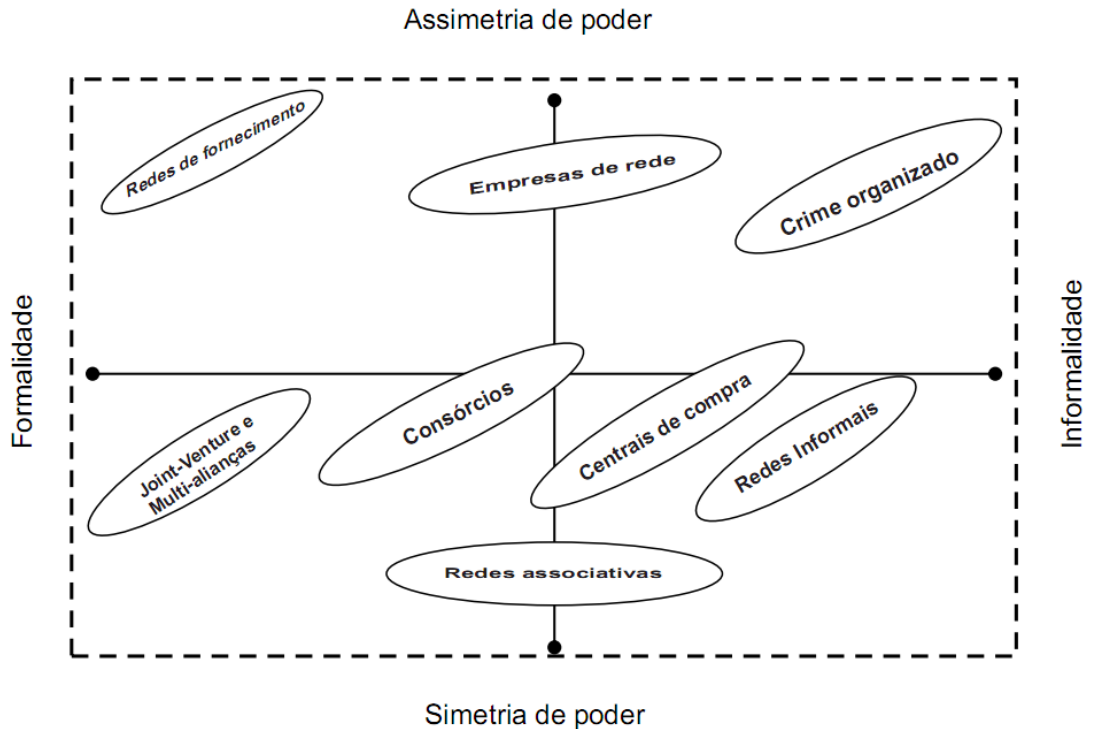 Assimetria de poder
Redes de fornecimento
Empresas de rede
Crime organizado
Formalidade
Informalidade
Consórcios
Centrais de compra
Joint-Venture e
Multi-alianças
Redes Informais
Redes associativas
Simetria de poder